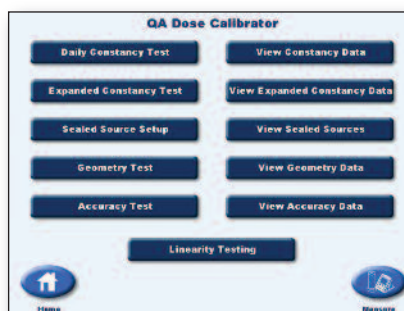 QA Dose Calibrator
Daily Constancy Test
View Constancy Data
Expanded Constancy Test
View Expanded Constancy Data
Sealed Source Setup
View Sealed Sources
Geometry Test
View Geometry Data
Accuracy Test
View Accuracy Data
Linearity Testing
Home
Measure